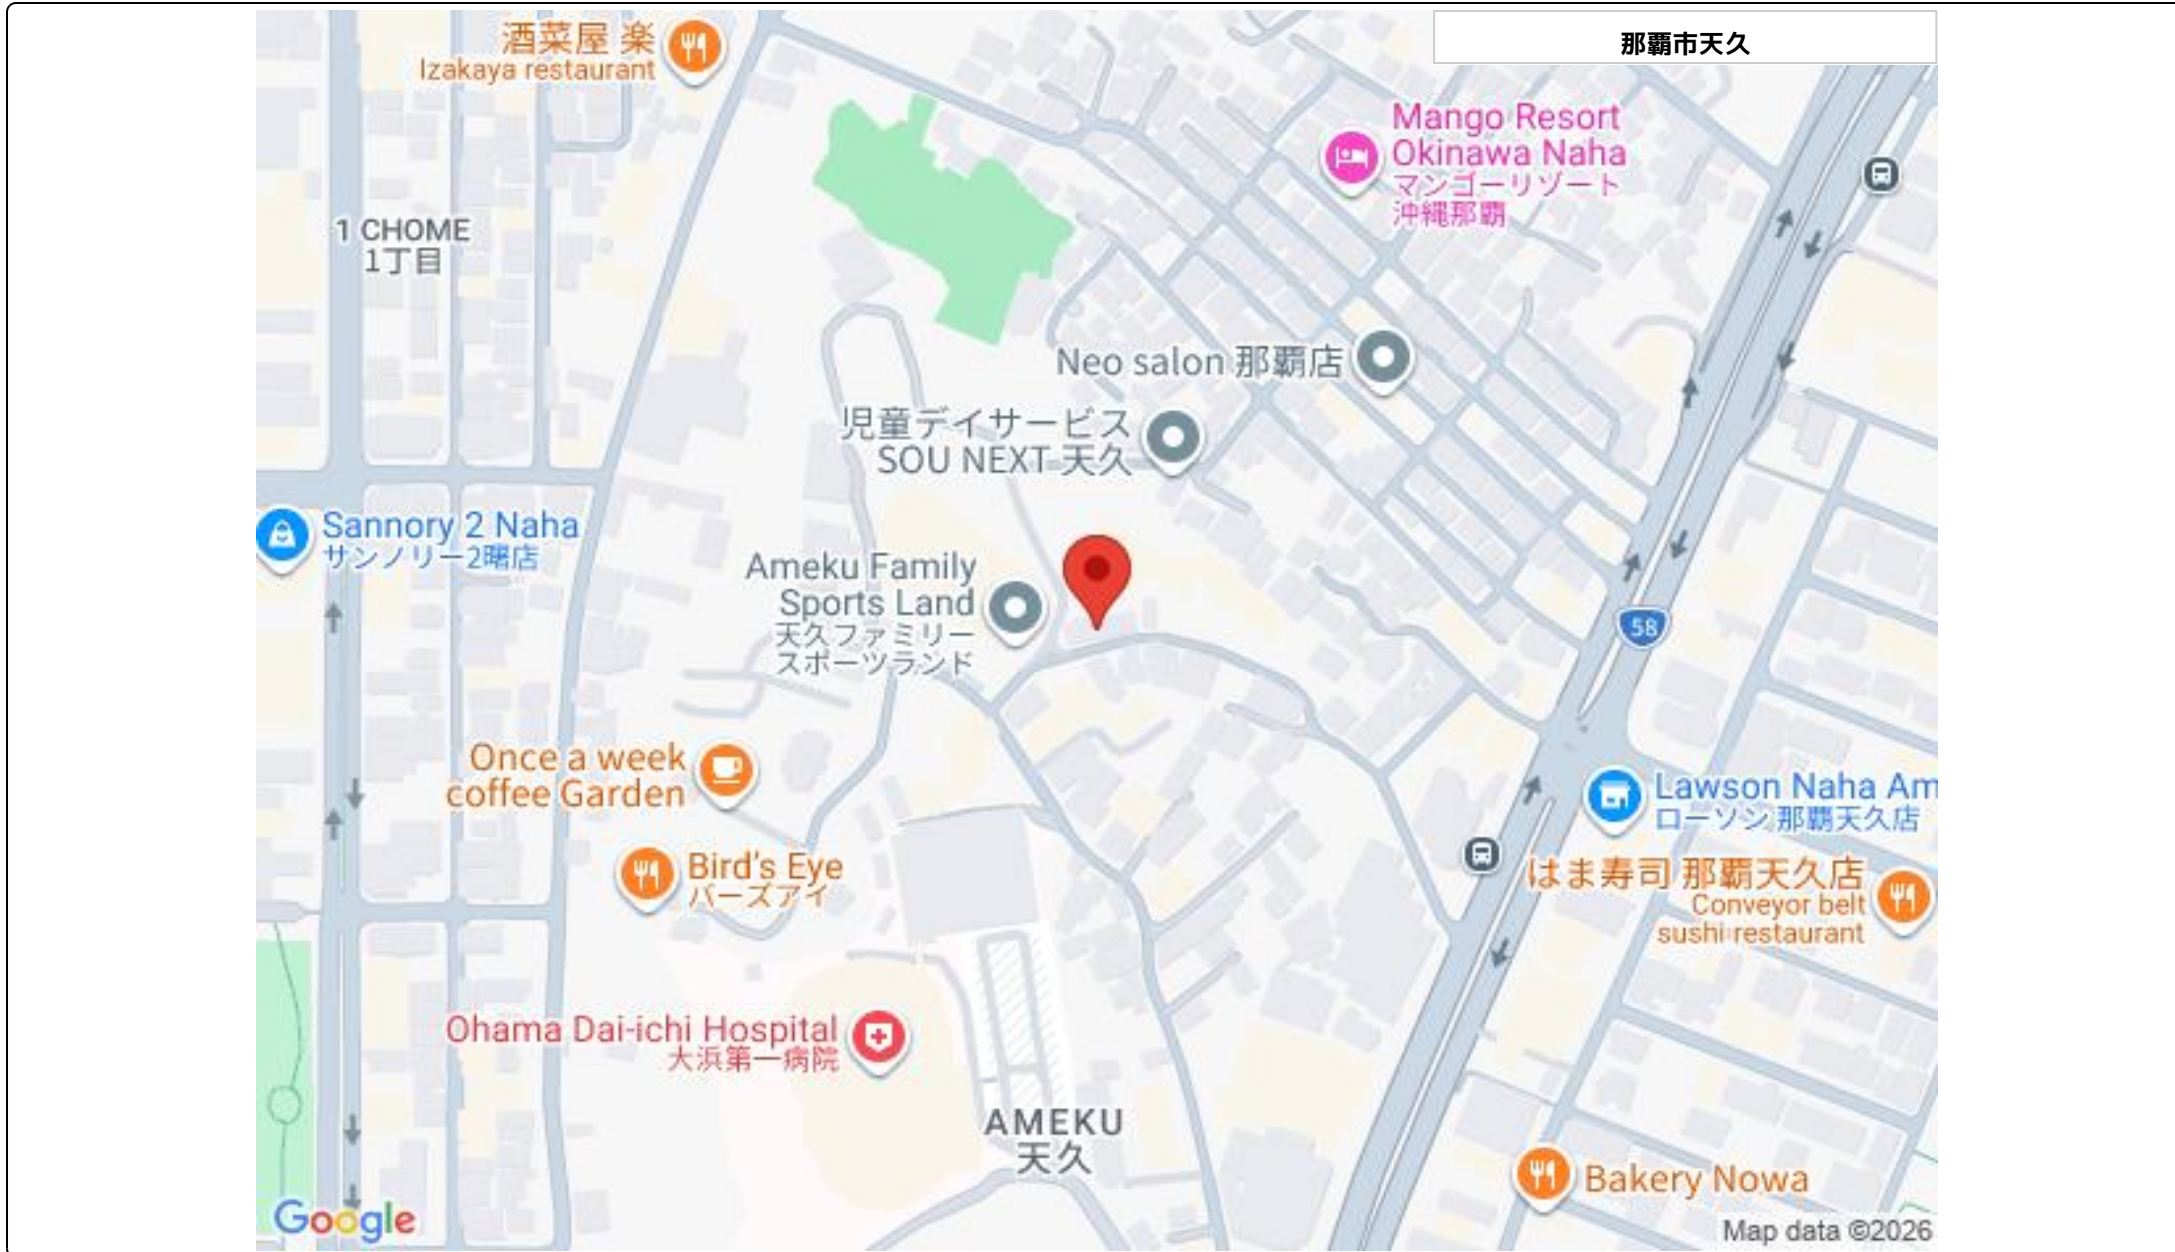 那覇市天久
酒菜屋 楽
Izakaya restaurant
Mango Resort
Okinawa Naha
マンゴーリゾート
沖縄那覇
1 CHOME
1丁目
Neo salon 那覇店
児童デイサービス
SOU NEXT 天久
Sannory 2 Naha
サンノリー2曙店
Ameku Family
Sports Land
天久ファミリー
スポーツランド
58
Once a week
coffee Garden
Lawson Naha Am
ローソン 那覇天久店
Bird's Eye
バーズアイ
はま寿司 那覇天久店
Conveyor belt
sushi restaurant
Ohama Dai-ichi Hospital
大浜第一病院
AMEKU
天久
Bakery Nowa
Google
Map data ©2026